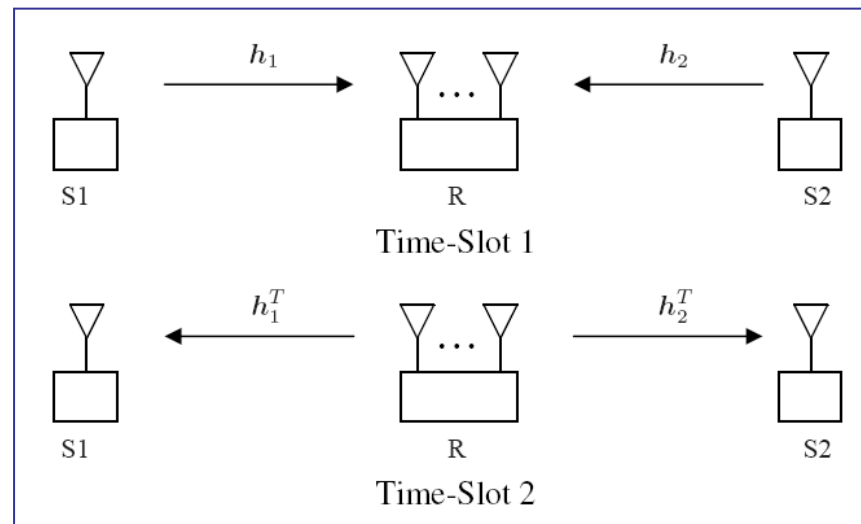 h₁ h₂
S1 R S2
Time-Slot 1
h₁ᵀ h₂ᵀ
S1 R S2
Time-Slot 2